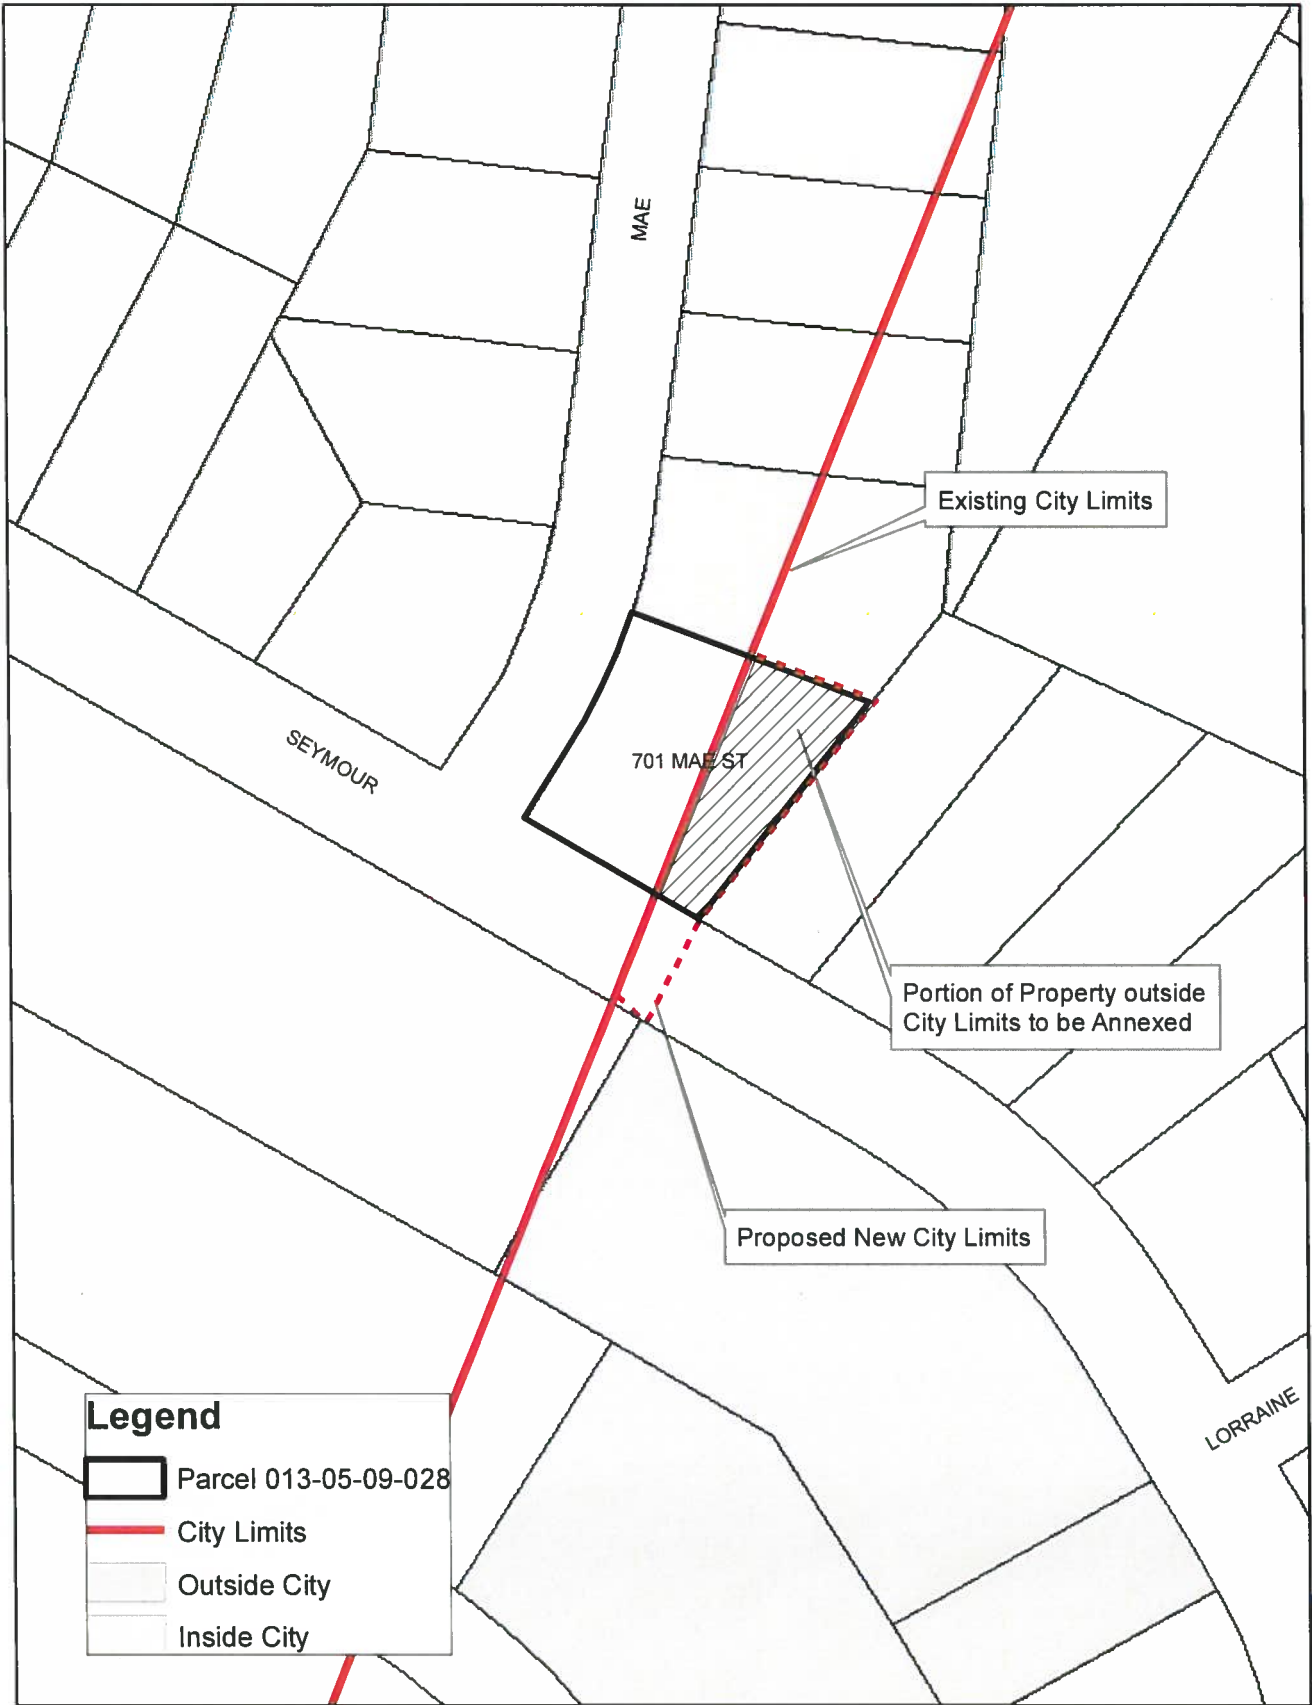 MAE
Existing City Limits
SEYMOUR
701 MAE ST
Portion of Property outside
City Limits to be Annexed
Proposed New City Limits
LORRAINE
Legend
Parcel 013-05-09-028
City Limits
Outside City
Inside City